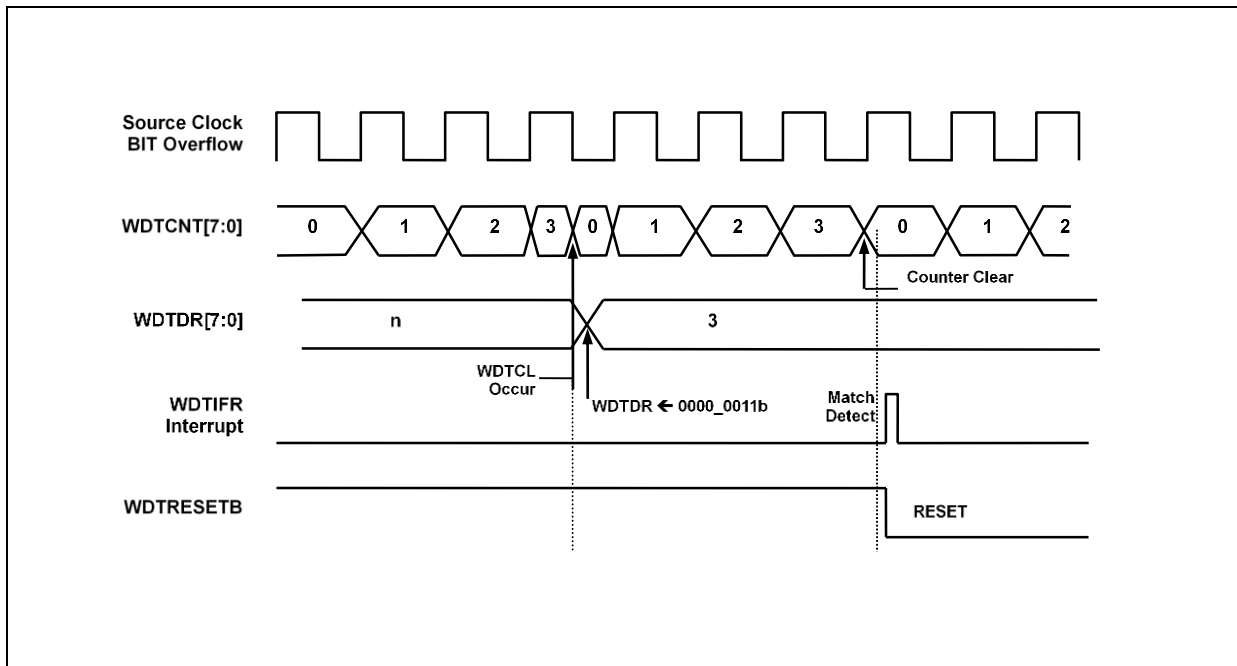 Source Clock
BIT Overflow
WDTCNT[7:0]
0 1 2 3 0 1 2 3 0 1 2
Counter Clear
WDTDR[7:0]
n 3
WDTCL
Occur
WDTDR ← 0000_0011b
WDTIFR
Interrupt
Match
Detect
WDTRESETB
RESET